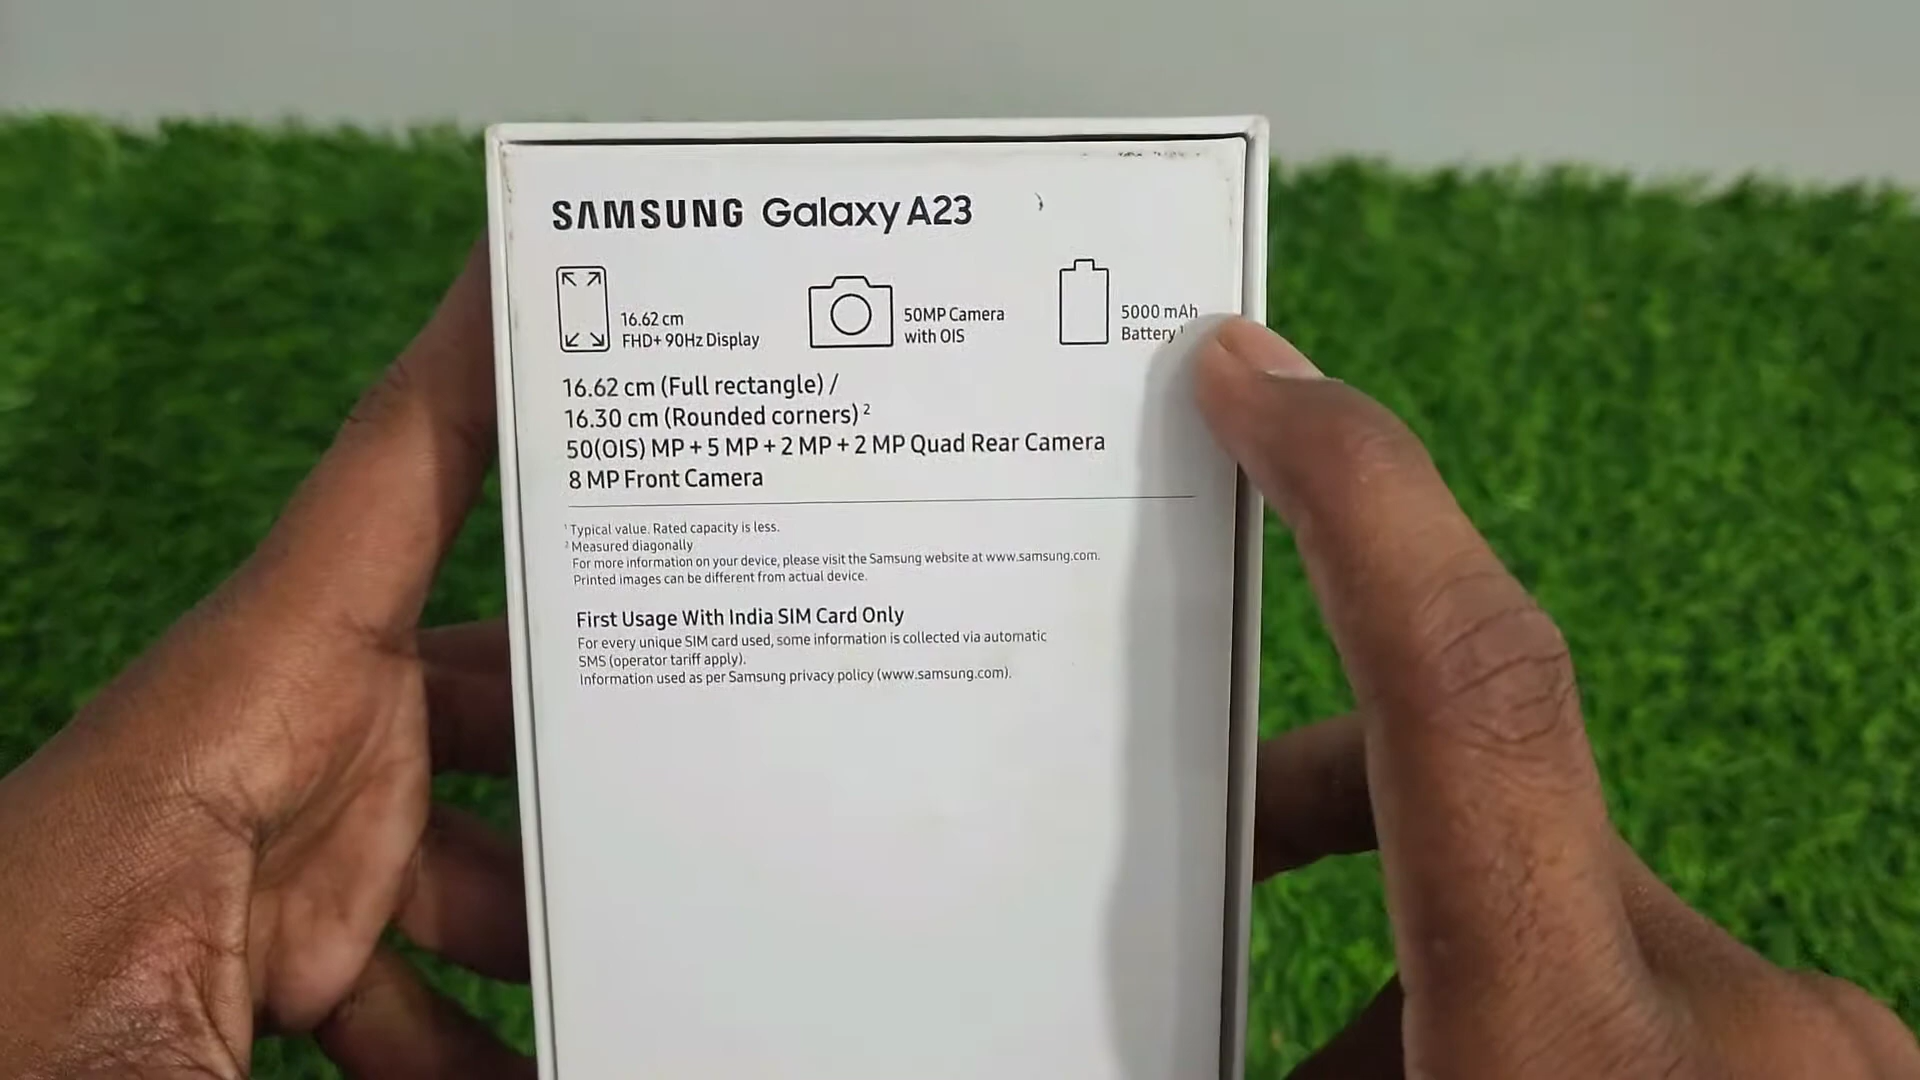 SAMSUNG Galaxy A23
16.62 cm
FHD+ 90Hz Display
50MP Camera
with OIS
5000 mAh
Battery ¹
16.62 cm (Full rectangle) /
16.30 cm (Rounded corners) ²
50(OIS) MP + 5 MP + 2 MP + 2 MP Quad Rear Camera
8 MP Front Camera
¹ Typical value. Rated capacity is less.
² Measured diagonally
For more information on your device, please visit the Samsung website at www.samsung.com.
Printed images can be different from actual device.
First Usage With India SIM Card Only
For every unique SIM card used, some information is collected via automatic
SMS (operator tariff apply).
Information used as per Samsung privacy policy (www.samsung.com).